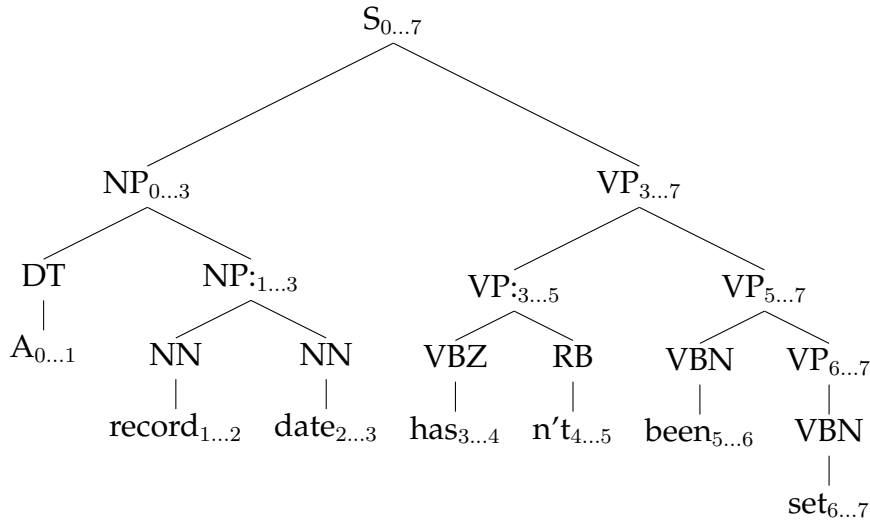 S0...7
NP0...3 VP3...7
DT NP:1...3 VP:3...5 VP5...7
A0...1 NN NN VBZ RB VBN VP6...7
record1...2 date2...3 has3...4 n't4...5 been5...6 VBN
set6...7